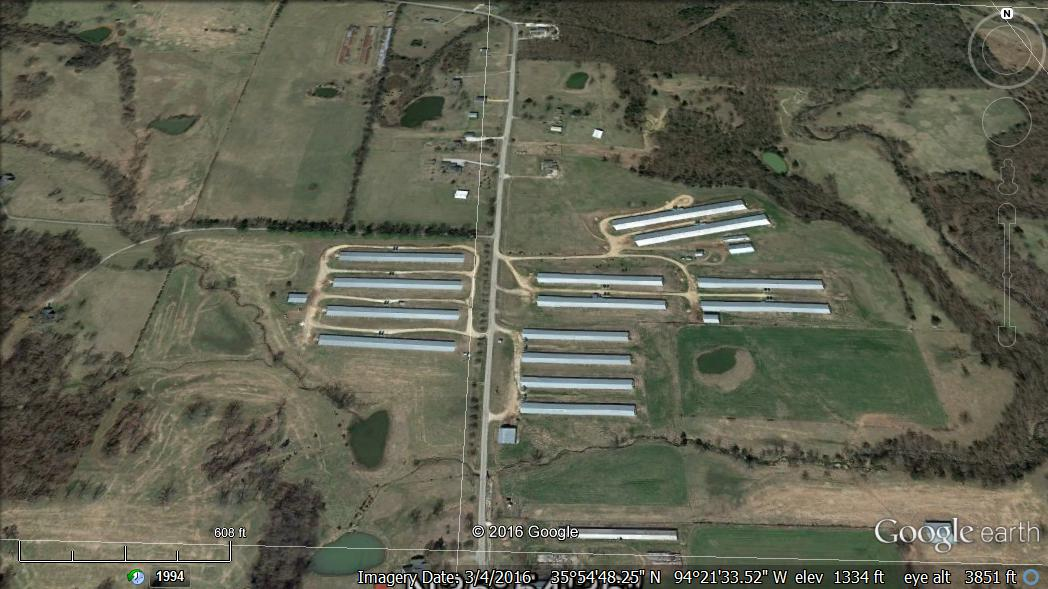 N
608 ft
© 2016 Google
Google earth
1994
Imagery Date: 3/4/2016 35°54'48.25" N 94°21'33.52" W elev 1334 ft eye alt 3851 ft